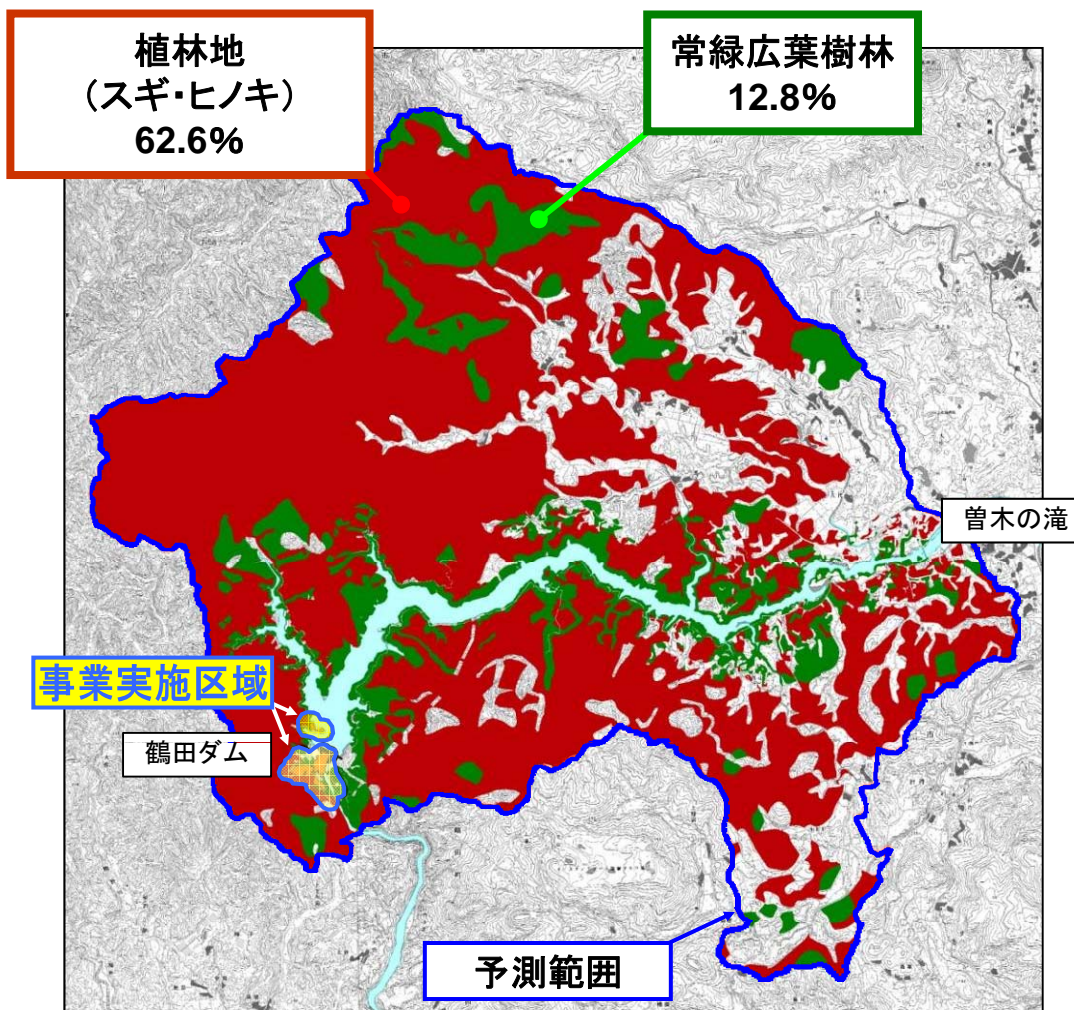 植林地
（スギ・ヒノキ）
62.6%
常緑広葉樹林
12.8%
曽木の滝
事業実施区域
鶴田ダム
予測範囲